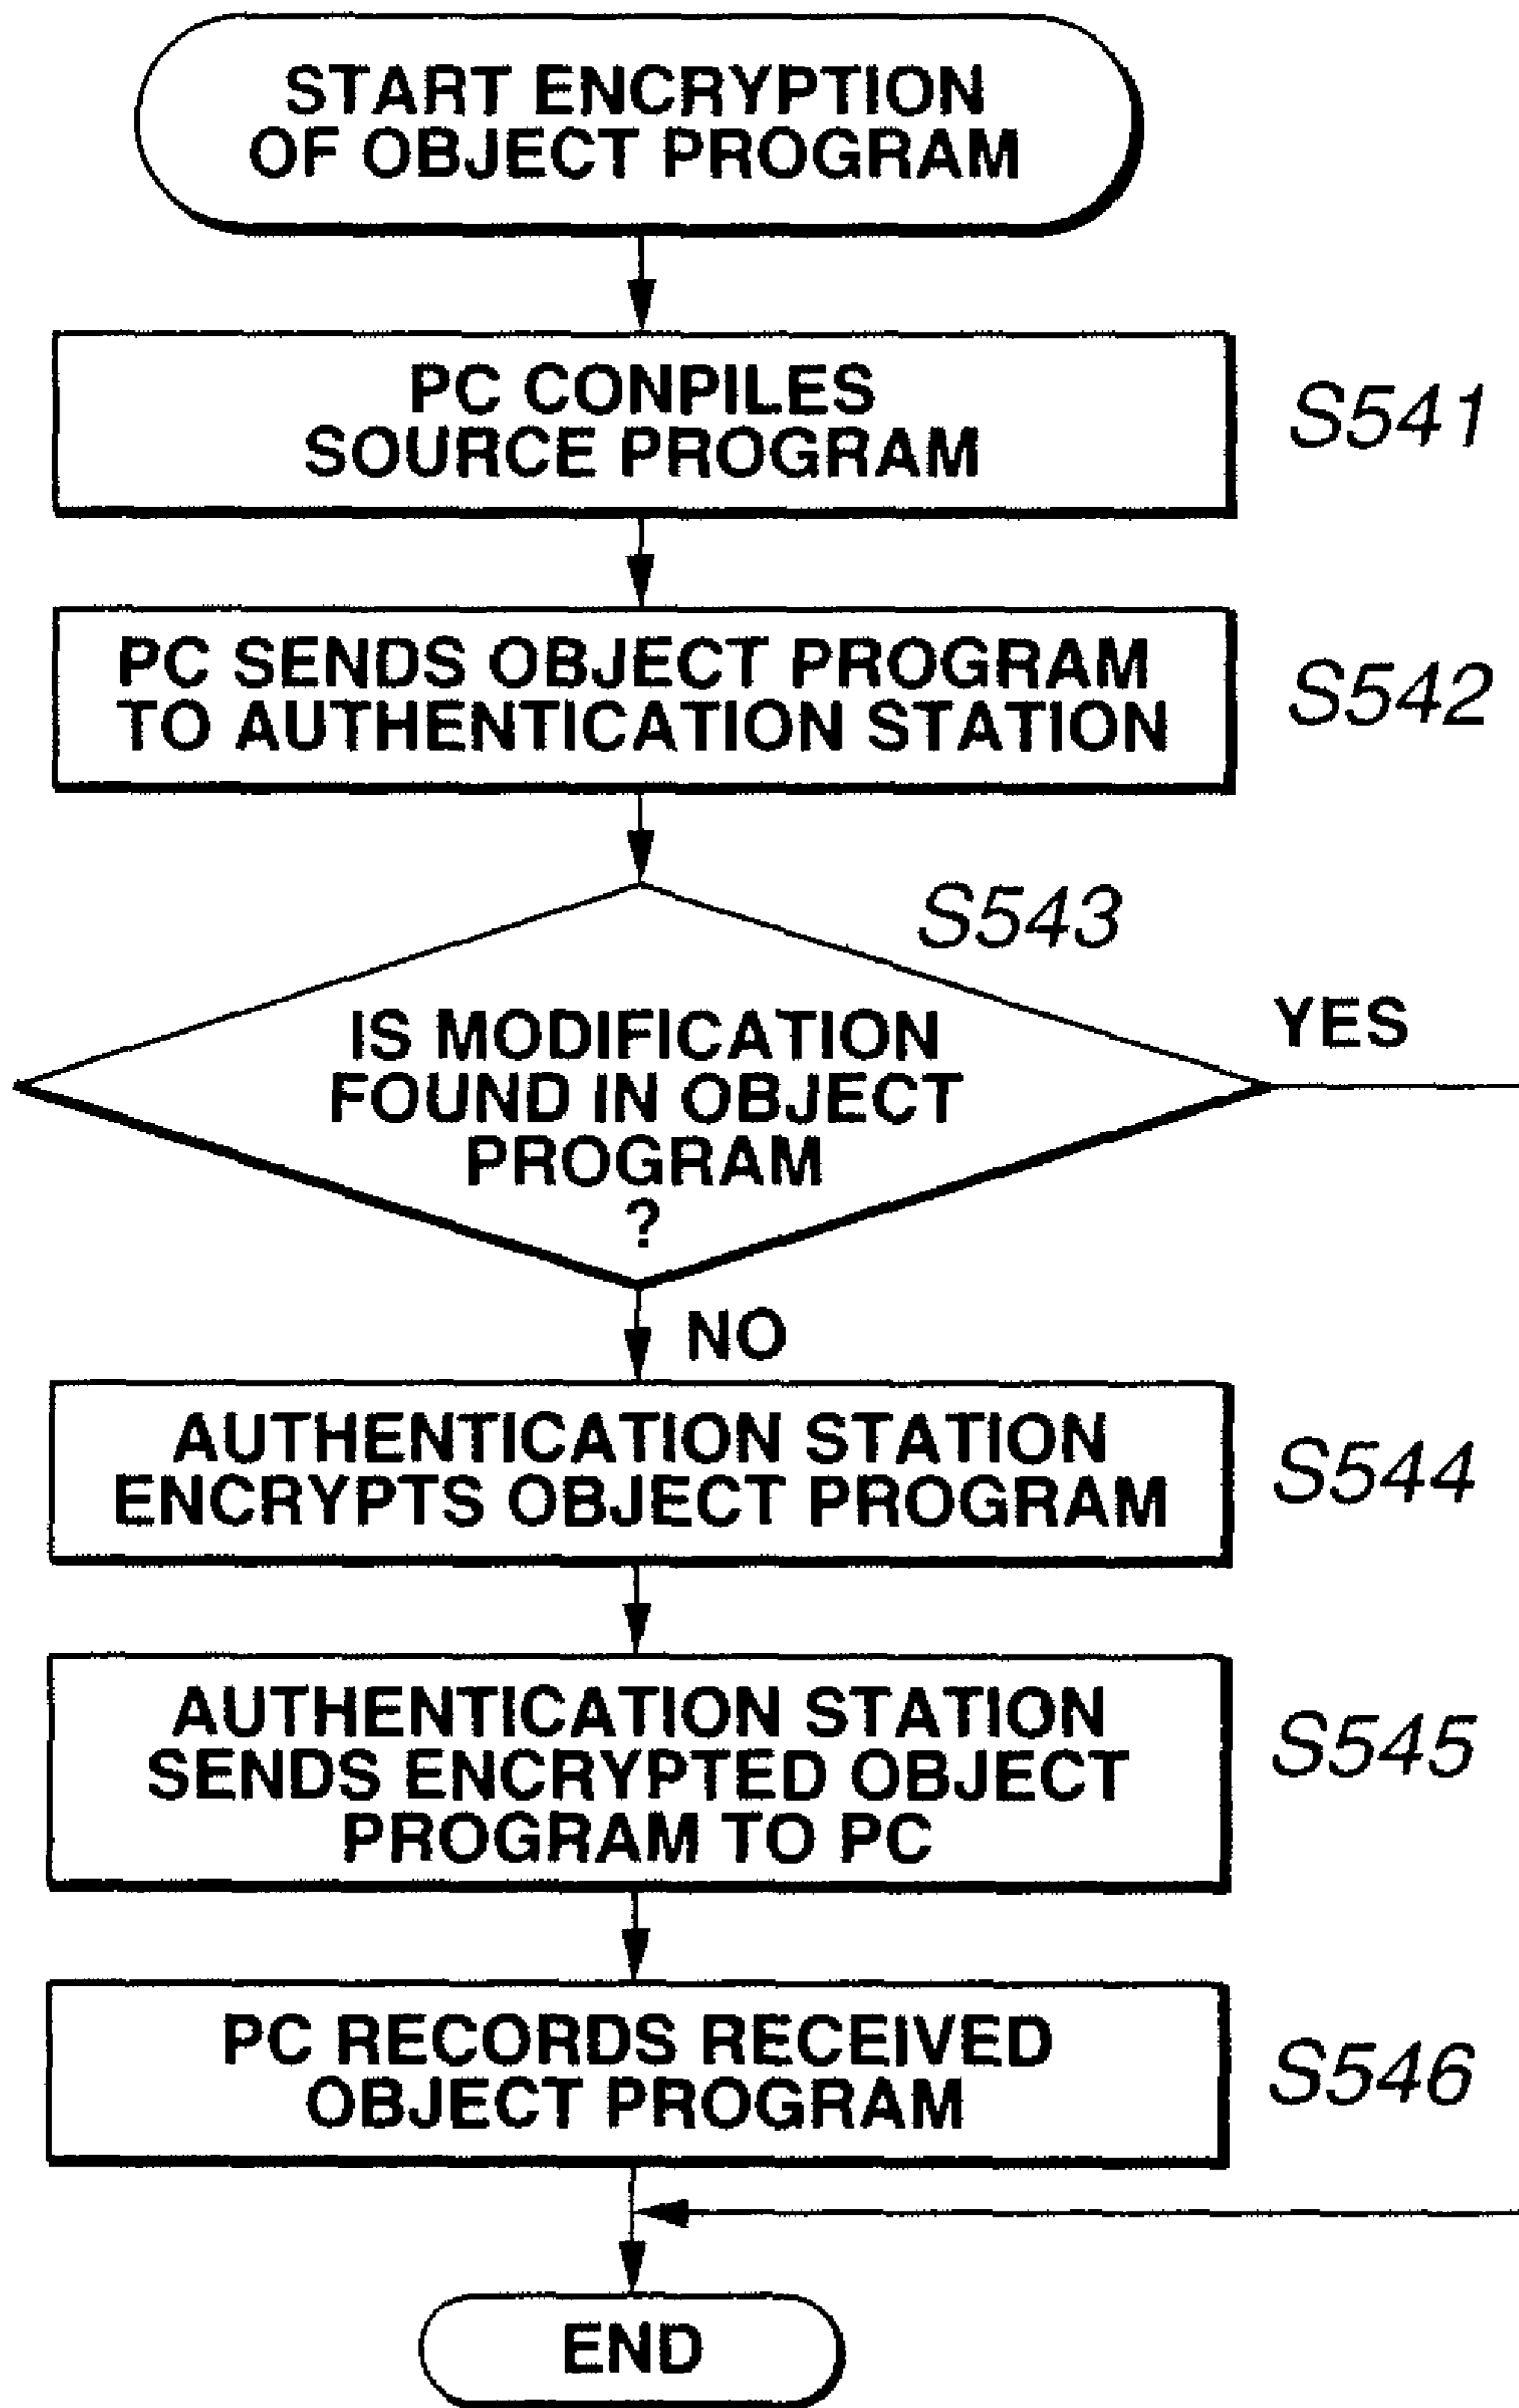 START ENCRYPTION
OF OBJECT PROGRAM
PC CONPILES
SOURCE PROGRAM
S541
PC SENDS OBJECT PROGRAM
TO AUTHENTICATION STATION
S542
S543
IS MODIFICATION
FOUND IN OBJECT
PROGRAM
?
YES
NO
AUTHENTICATION STATION
ENCRYPTS OBJECT PROGRAM
S544
AUTHENTICATION STATION
SENDS ENCRYPTED OBJECT
PROGRAM TO PC
S545
PC RECORDS RECEIVED
OBJECT PROGRAM
S546
END